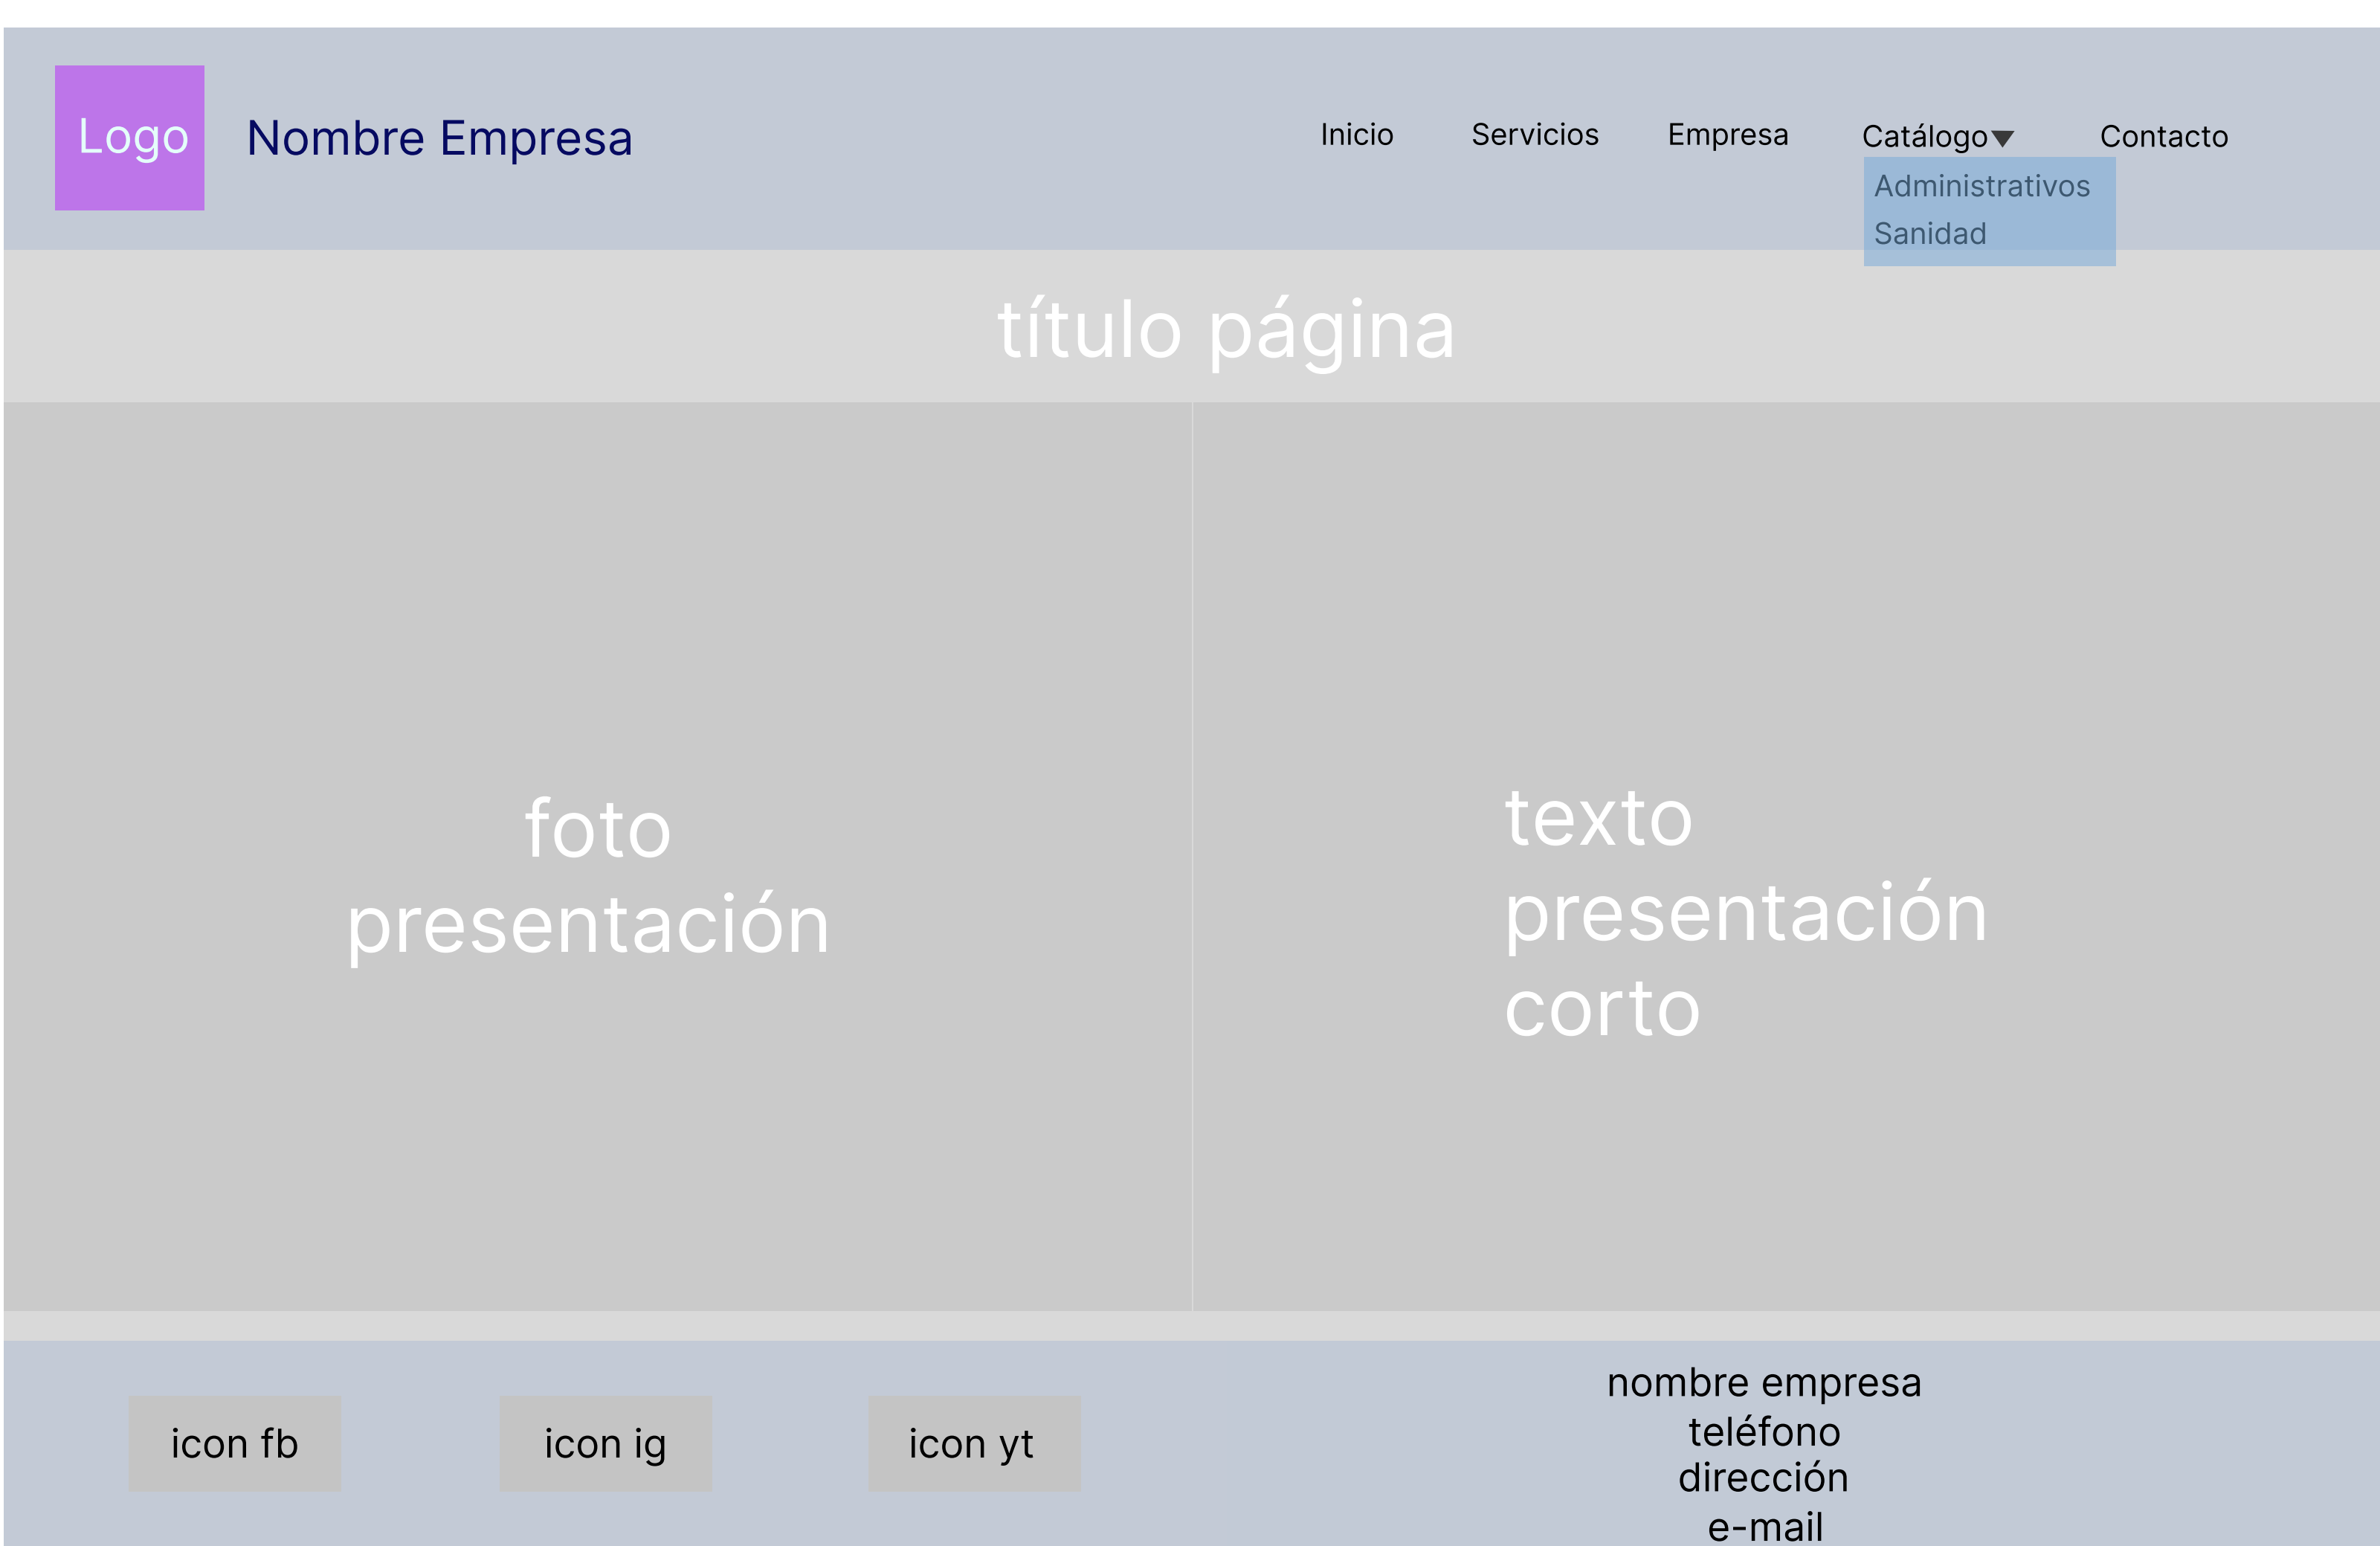 Logo
Nombre Empresa
Inicio
Servicios
Empresa
Catálogo
Contacto
Administrativos
Sanidad
título página
foto
presentación
texto
presentación
corto
icon fb
icon ig
icon yt
nombre empresa
teléfono
dirección
e-mail